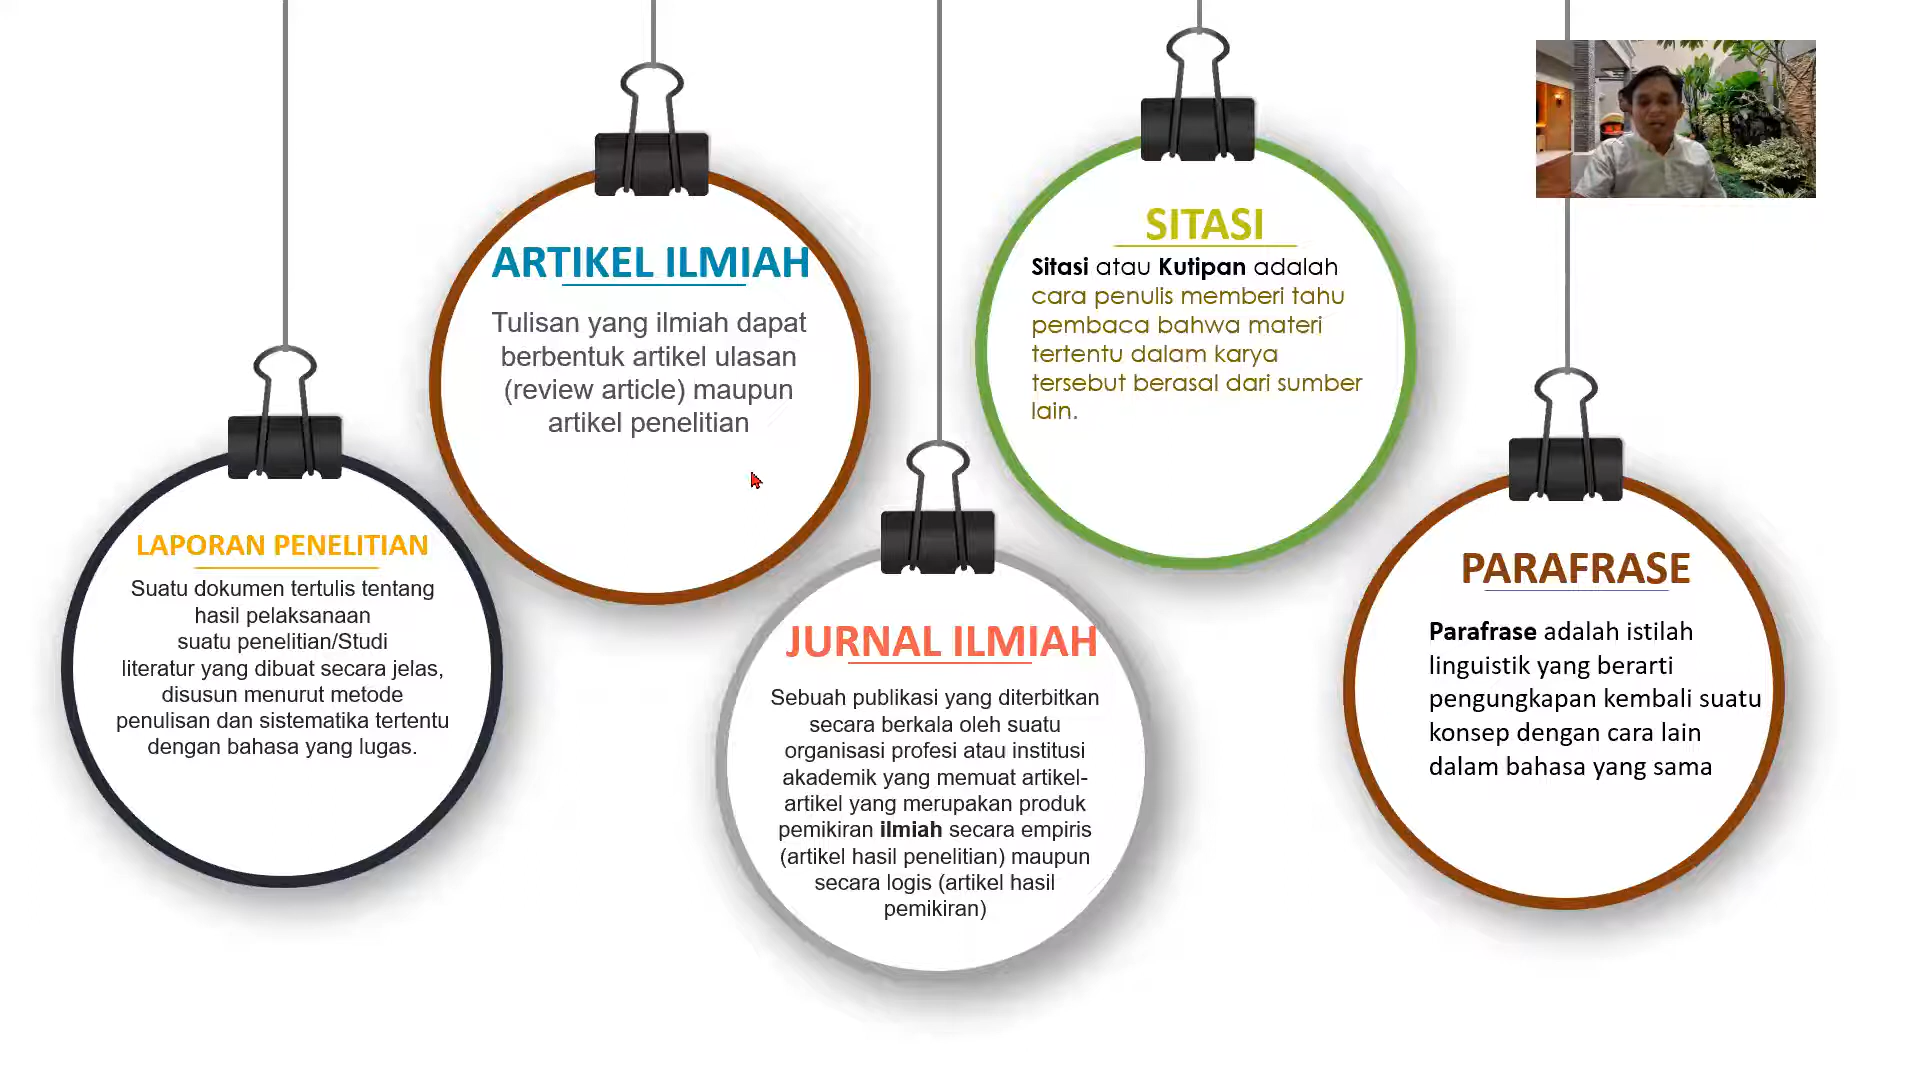 LAPORAN PENELITIAN
Suatu dokumen tertulis tentang
hasil pelaksanaan
suatu penelitian/Studi
literatur yang dibuat secara jelas,
disusun menurut metode
penulisan dan sistematika tertentu
dengan bahasa yang lugas.
ARTIKEL ILMIAH
Tulisan yang ilmiah dapat
berbentuk artikel ulasan
(review article) maupun
artikel penelitian
JURNAL ILMIAH
Sebuah publikasi yang diterbitkan
secara berkala oleh suatu
organisasi profesi atau institusi
akademik yang memuat artikel-
artikel yang merupakan produk
pemikiran ilmiah secara empiris
(artikel hasil penelitian) maupun
secara logis (artikel hasil
pemikiran)
SITASI
Sitasi atau Kutipan adalah
cara penulis memberi tahu
pembaca bahwa materi
tertentu dalam karya
tersebut berasal dari sumber
lain.
PARAFRASE
Parafrase adalah istilah
linguistik yang berarti
pengungkapan kembali suatu
konsep dengan cara lain
dalam bahasa yang sama